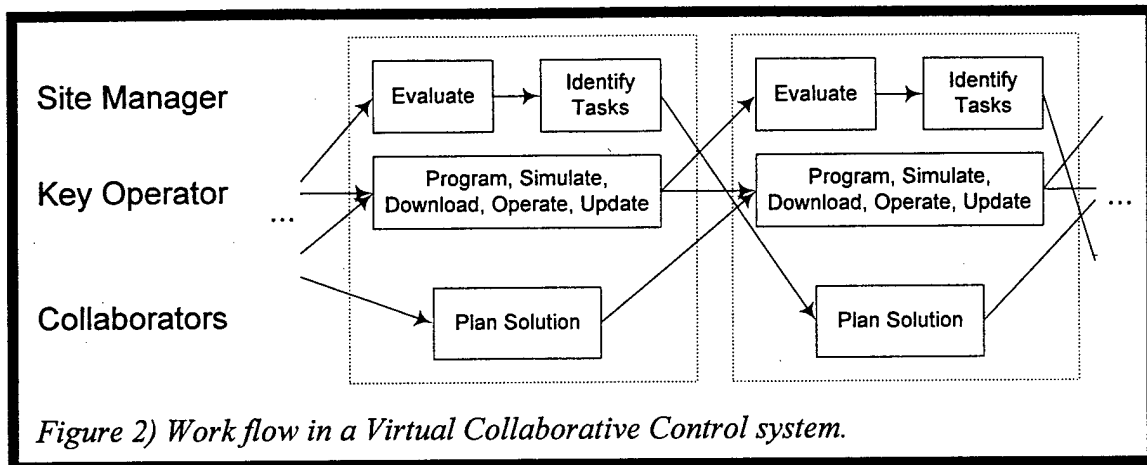 Site Manager
Evaluate
Identify
Tasks
Evaluate
Identify
Tasks
Key Operator
...
Program, Simulate,
Download, Operate, Update
Program, Simulate,
Download, Operate, Update
...
Collaborators
Plan Solution
Plan Solution
Figure 2) Work flow in a Virtual Collaborative Control system.